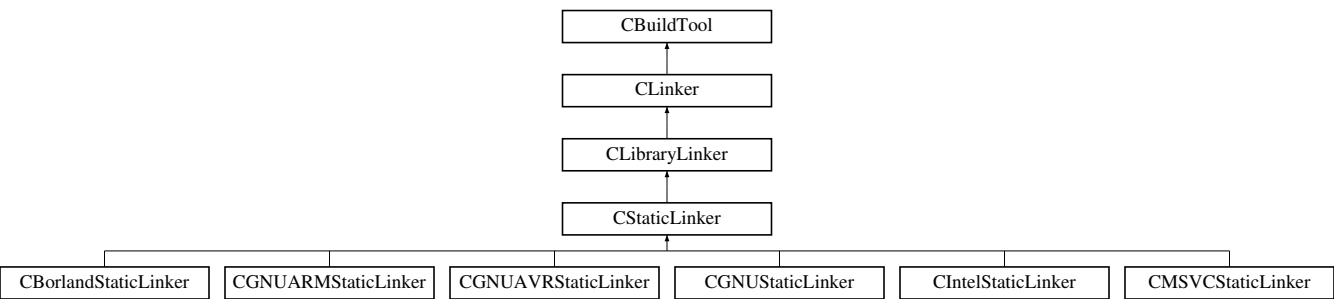 CBuildTool
CLinker
CLibraryLinker
CStaticLinker
CBorlandStaticLinker CGNUARMStaticLinker CGNUAVRStaticLinker CGNUStaticLinker CIntelStaticLinker CMSVCStaticLinker